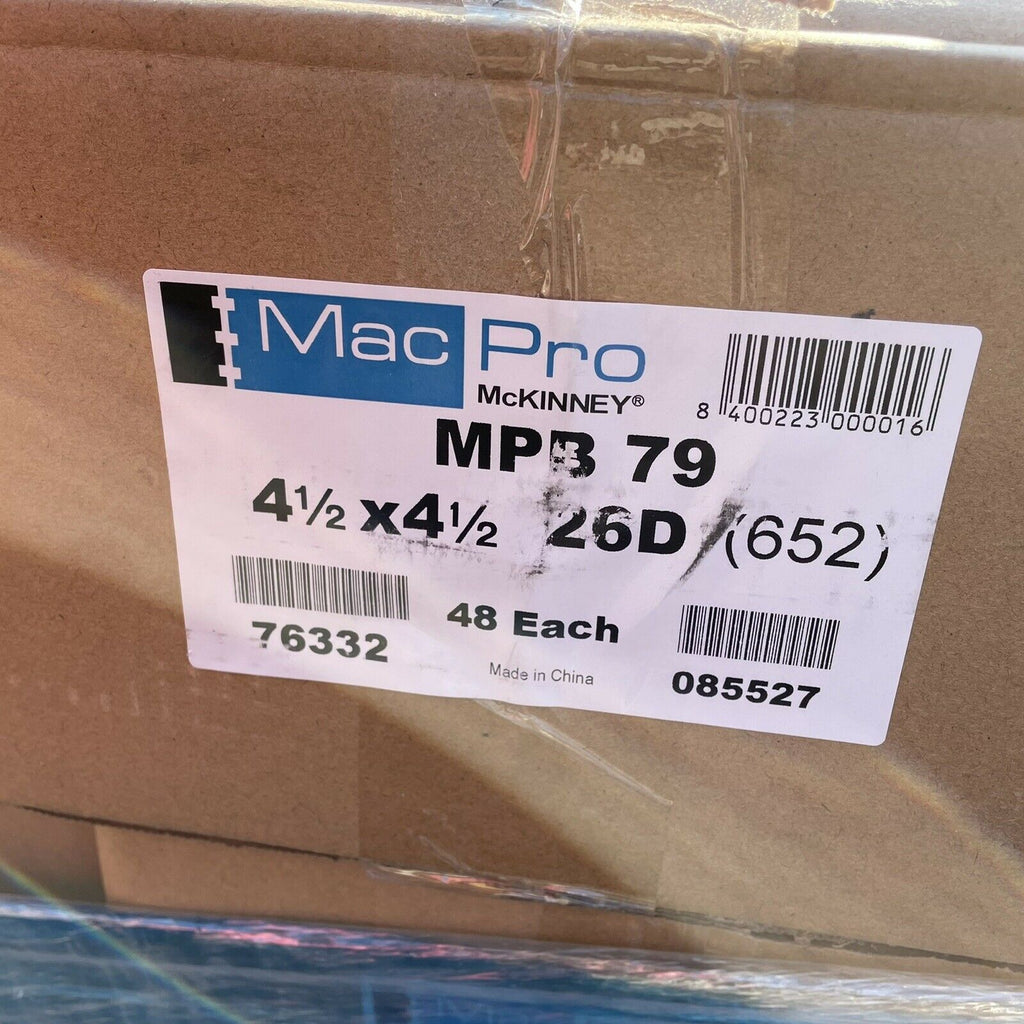 Mac Pro
McKINNEY®
8 400223 000016
MPB 79
4½ x4½ 26D (652)
48 Each
76332
Made in China
085527